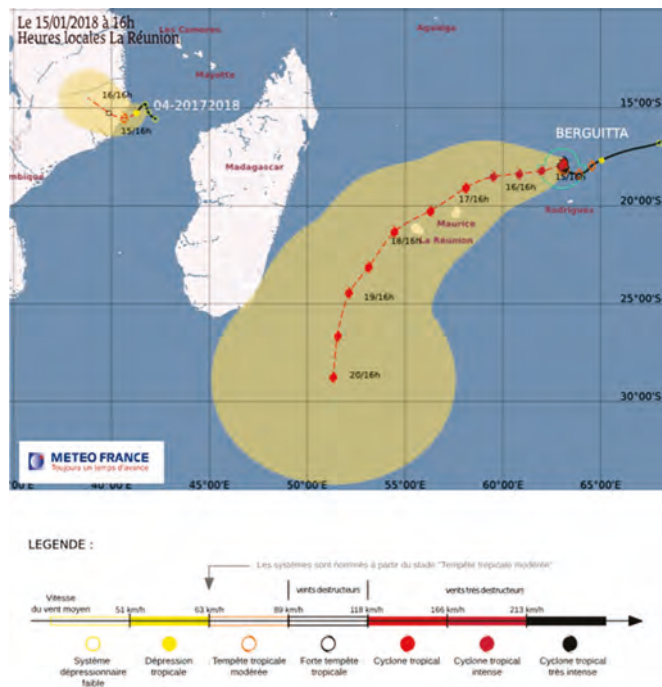 Le 15/01/2018 à 16h
Heures locales La Réunion
Les Comores
Agalega
Mayotte
16/16h
04-20172018
15/16h
15°00'S
BERGUITTA
Madagascar
mbique
15/16h
16/16h
17/16h
Rodrigues
20°00'S
Maurice
18/16h
La Réunion
19/16h
25°00'S
20/16h
30°00'S
METEO FRANCE
Toujours un temps d'avance
00'E
40°00'E
45°00'E
50°00'E
55°00'E
60°00'E
65°00'E
LEGENDE :
Les systèmes sont nommés à partir du stade "Tempête tropicale modérée"
vents destructeurs
vents très destructeurs
Vitesse
du vent moyen
51 km/h
63 km/h
89 km/h
118 km/h
166 km/h
213 km/h
Système
dépressionnaire
faible
Dépression
tropicale
Tempête tropicale
modérée
Forte tempête
tropicale
Cyclone tropical
Cyclone tropical
intense
Cyclone tropical
très intense